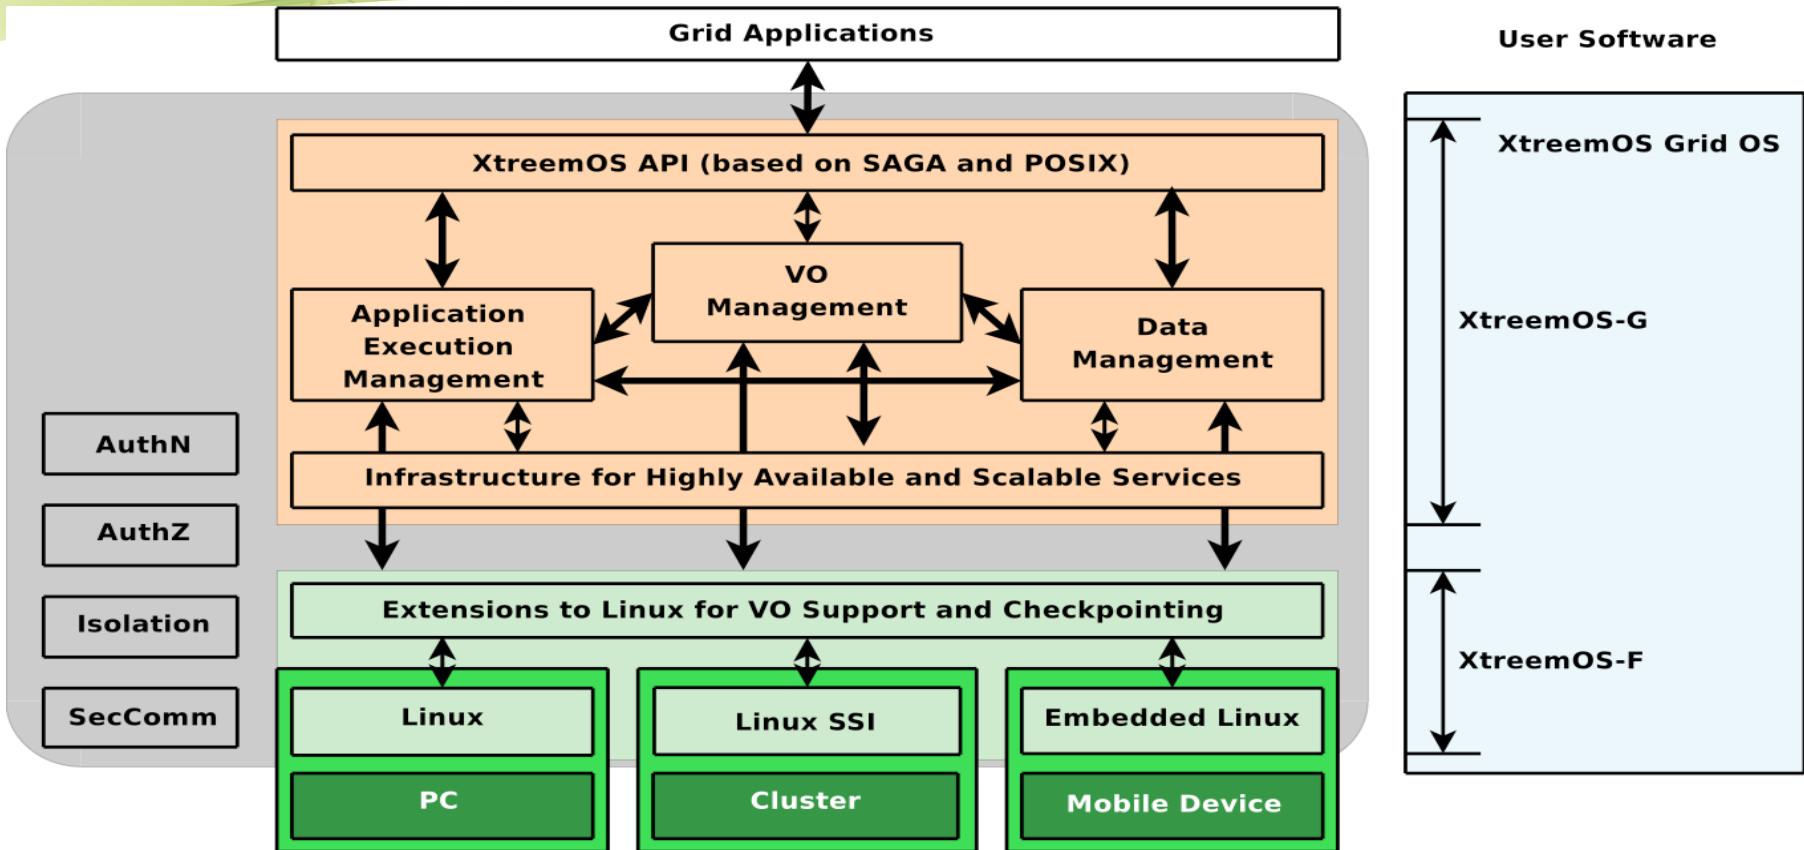 Grid Applications
User Software
XtreemOS API (based on SAGA and POSIX)
XtreemOS Grid OS
VO
Management
Application
Execution
Management
Data
Management
XtreemOS-G
AuthN
Infrastructure for Highly Available and Scalable Services
AuthZ
Extensions to Linux for VO Support and Checkpointing
Isolation
XtreemOS-F
SecComm
Linux
Linux SSI
Embedded Linux
PC
Cluster
Mobile Device